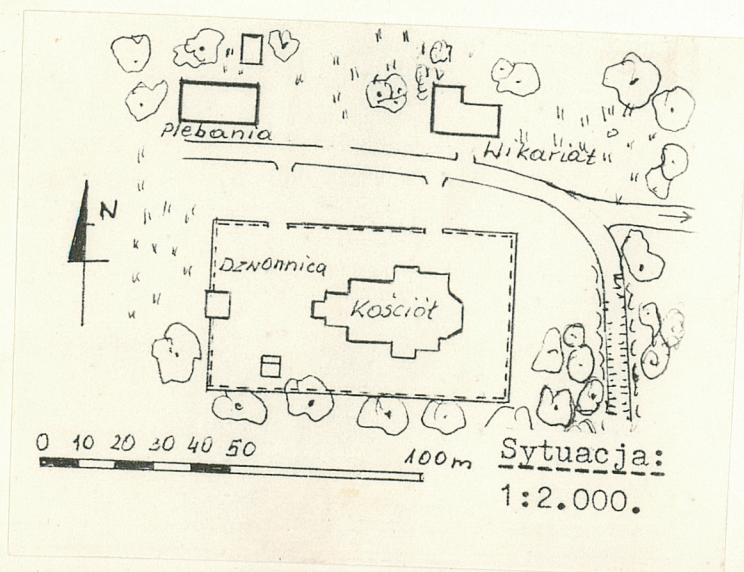 Plebania
Wikariat
N
Dzwonnica
Kościół
0 10 20 30 40 50 100m
Sytuacja:
1:2.000.